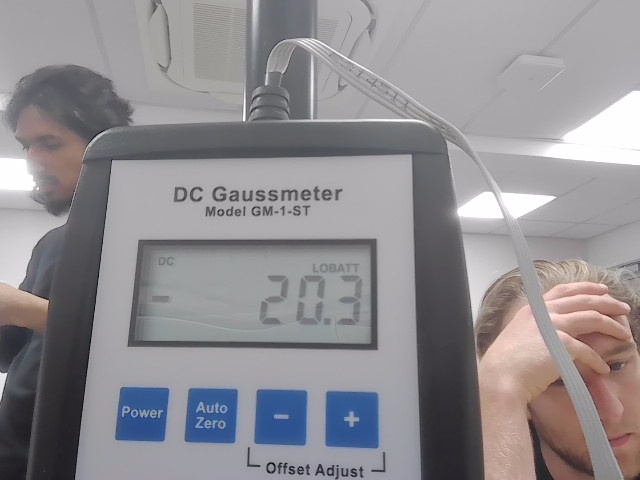 DC Gaussmeter
Model GM-1-ST
DC
LOBATT
- 20.3
Power
Auto
Zero
-
+
Offset Adjust